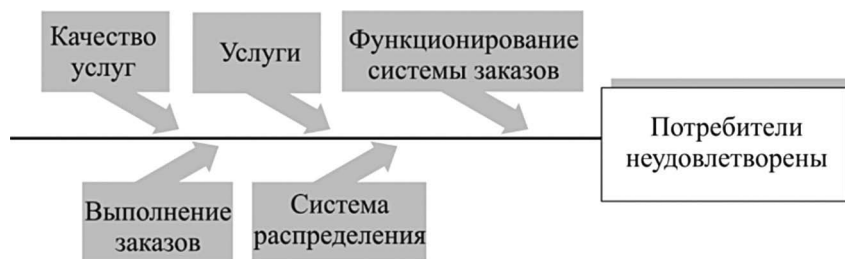 Качество
услуг
Услуги
Функционирование
системы заказов
Потребители
неудовлетворены
Выполнение
заказов
Система
распределения